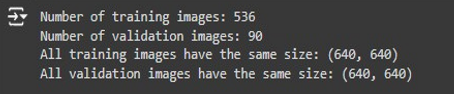 Number of training images: 536
Number of validation images: 90
All training images have the same size: (640, 640)
All validation images have the same size: (640, 640)